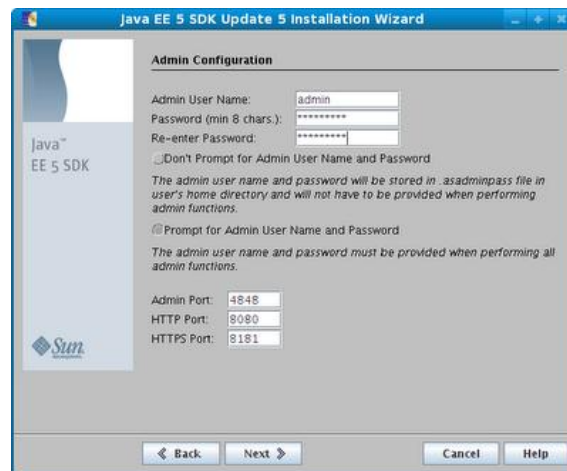 Java EE 5 SDK Update 5 Installation Wizard
Java™
EE 5 SDK
Admin Configuration
Admin User Name: admin
Password (min 8 chars.): *********
Re-enter Password: *********
Don't Prompt for Admin User Name and Password
The admin user name and password will be stored in .asadminpass file in
user's home directory and will not have to be provided when performing
admin functions.
Prompt for Admin User Name and Password
The admin user name and password must be provided when performing all
admin functions.
Admin Port: 4848
HTTP Port: 8080
HTTPS Port: 8181
Sun
Back
Next
Cancel
Help